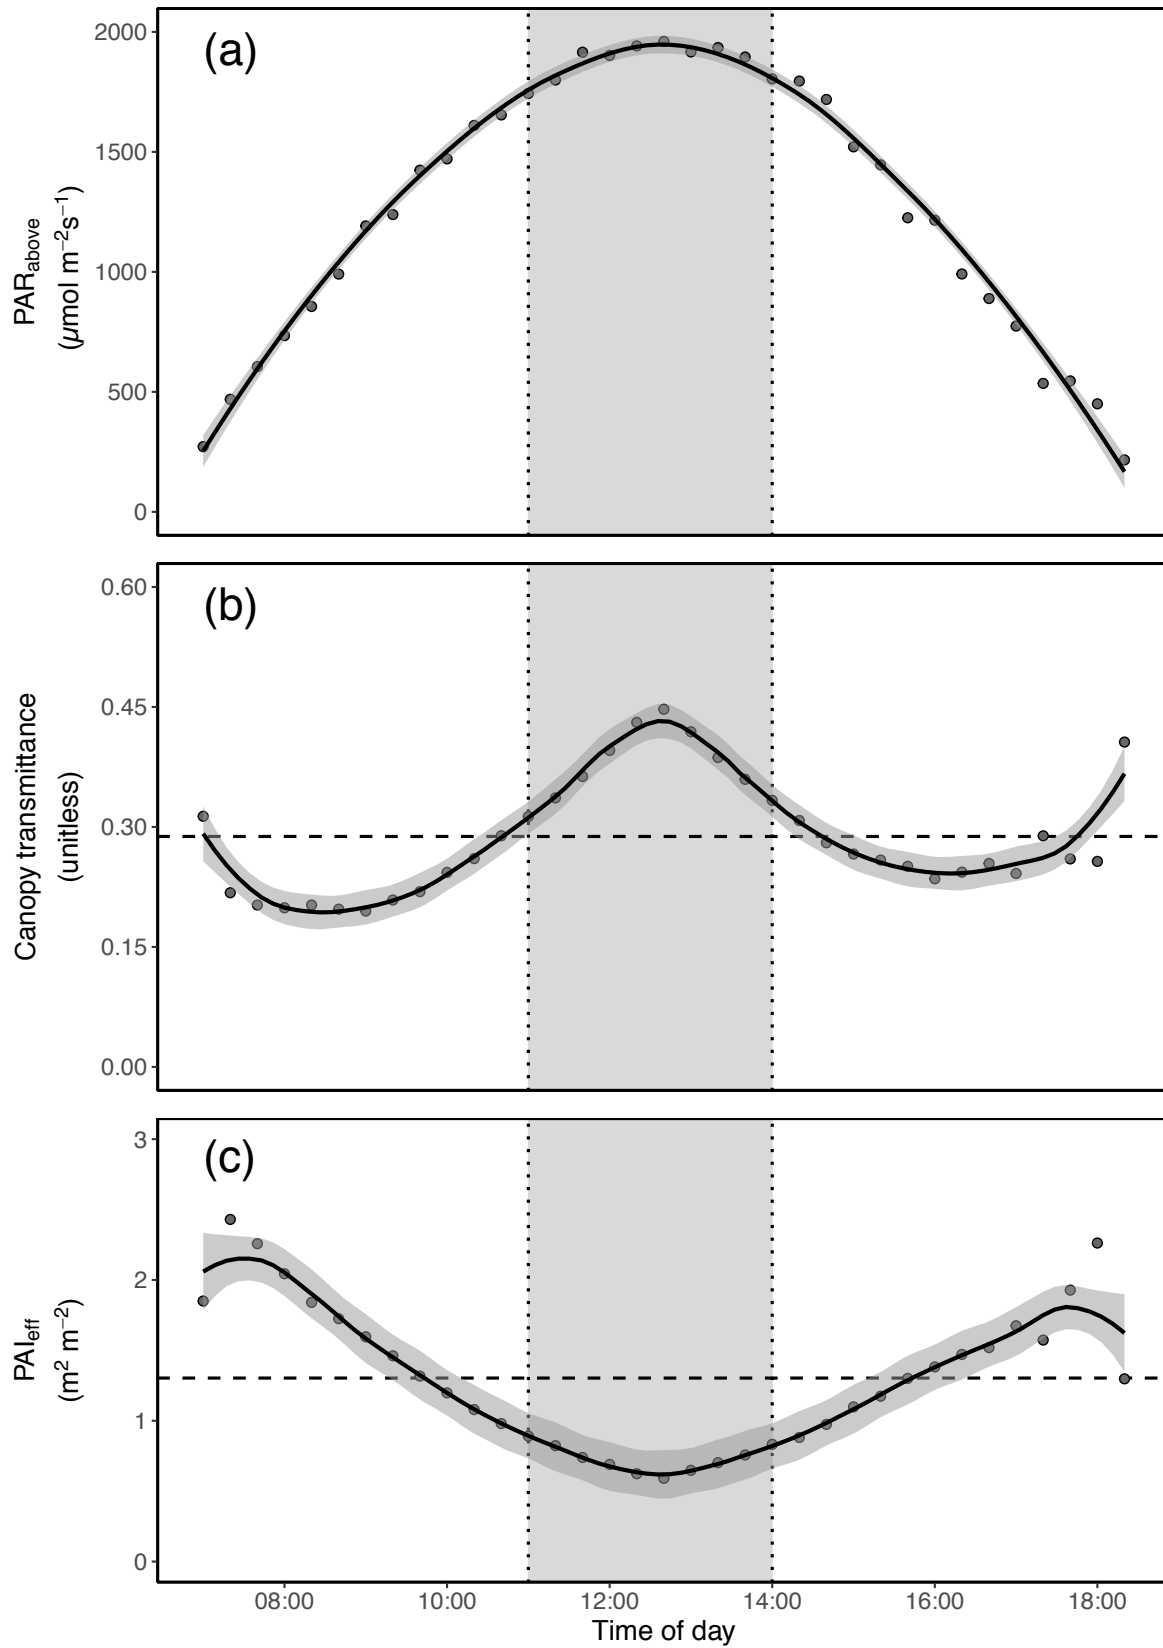 (a)
2000
1500
1000
500
0
PARabove
(μmol m−2s−1)
(b)
0.60
0.45
0.30
0.15
0.00
Canopy transmittance
(unitless)
(c)
3
2
1
0
PAIeff
(m2 m−2)
08:00 10:00 12:00 14:00 16:00 18:00
Time of day